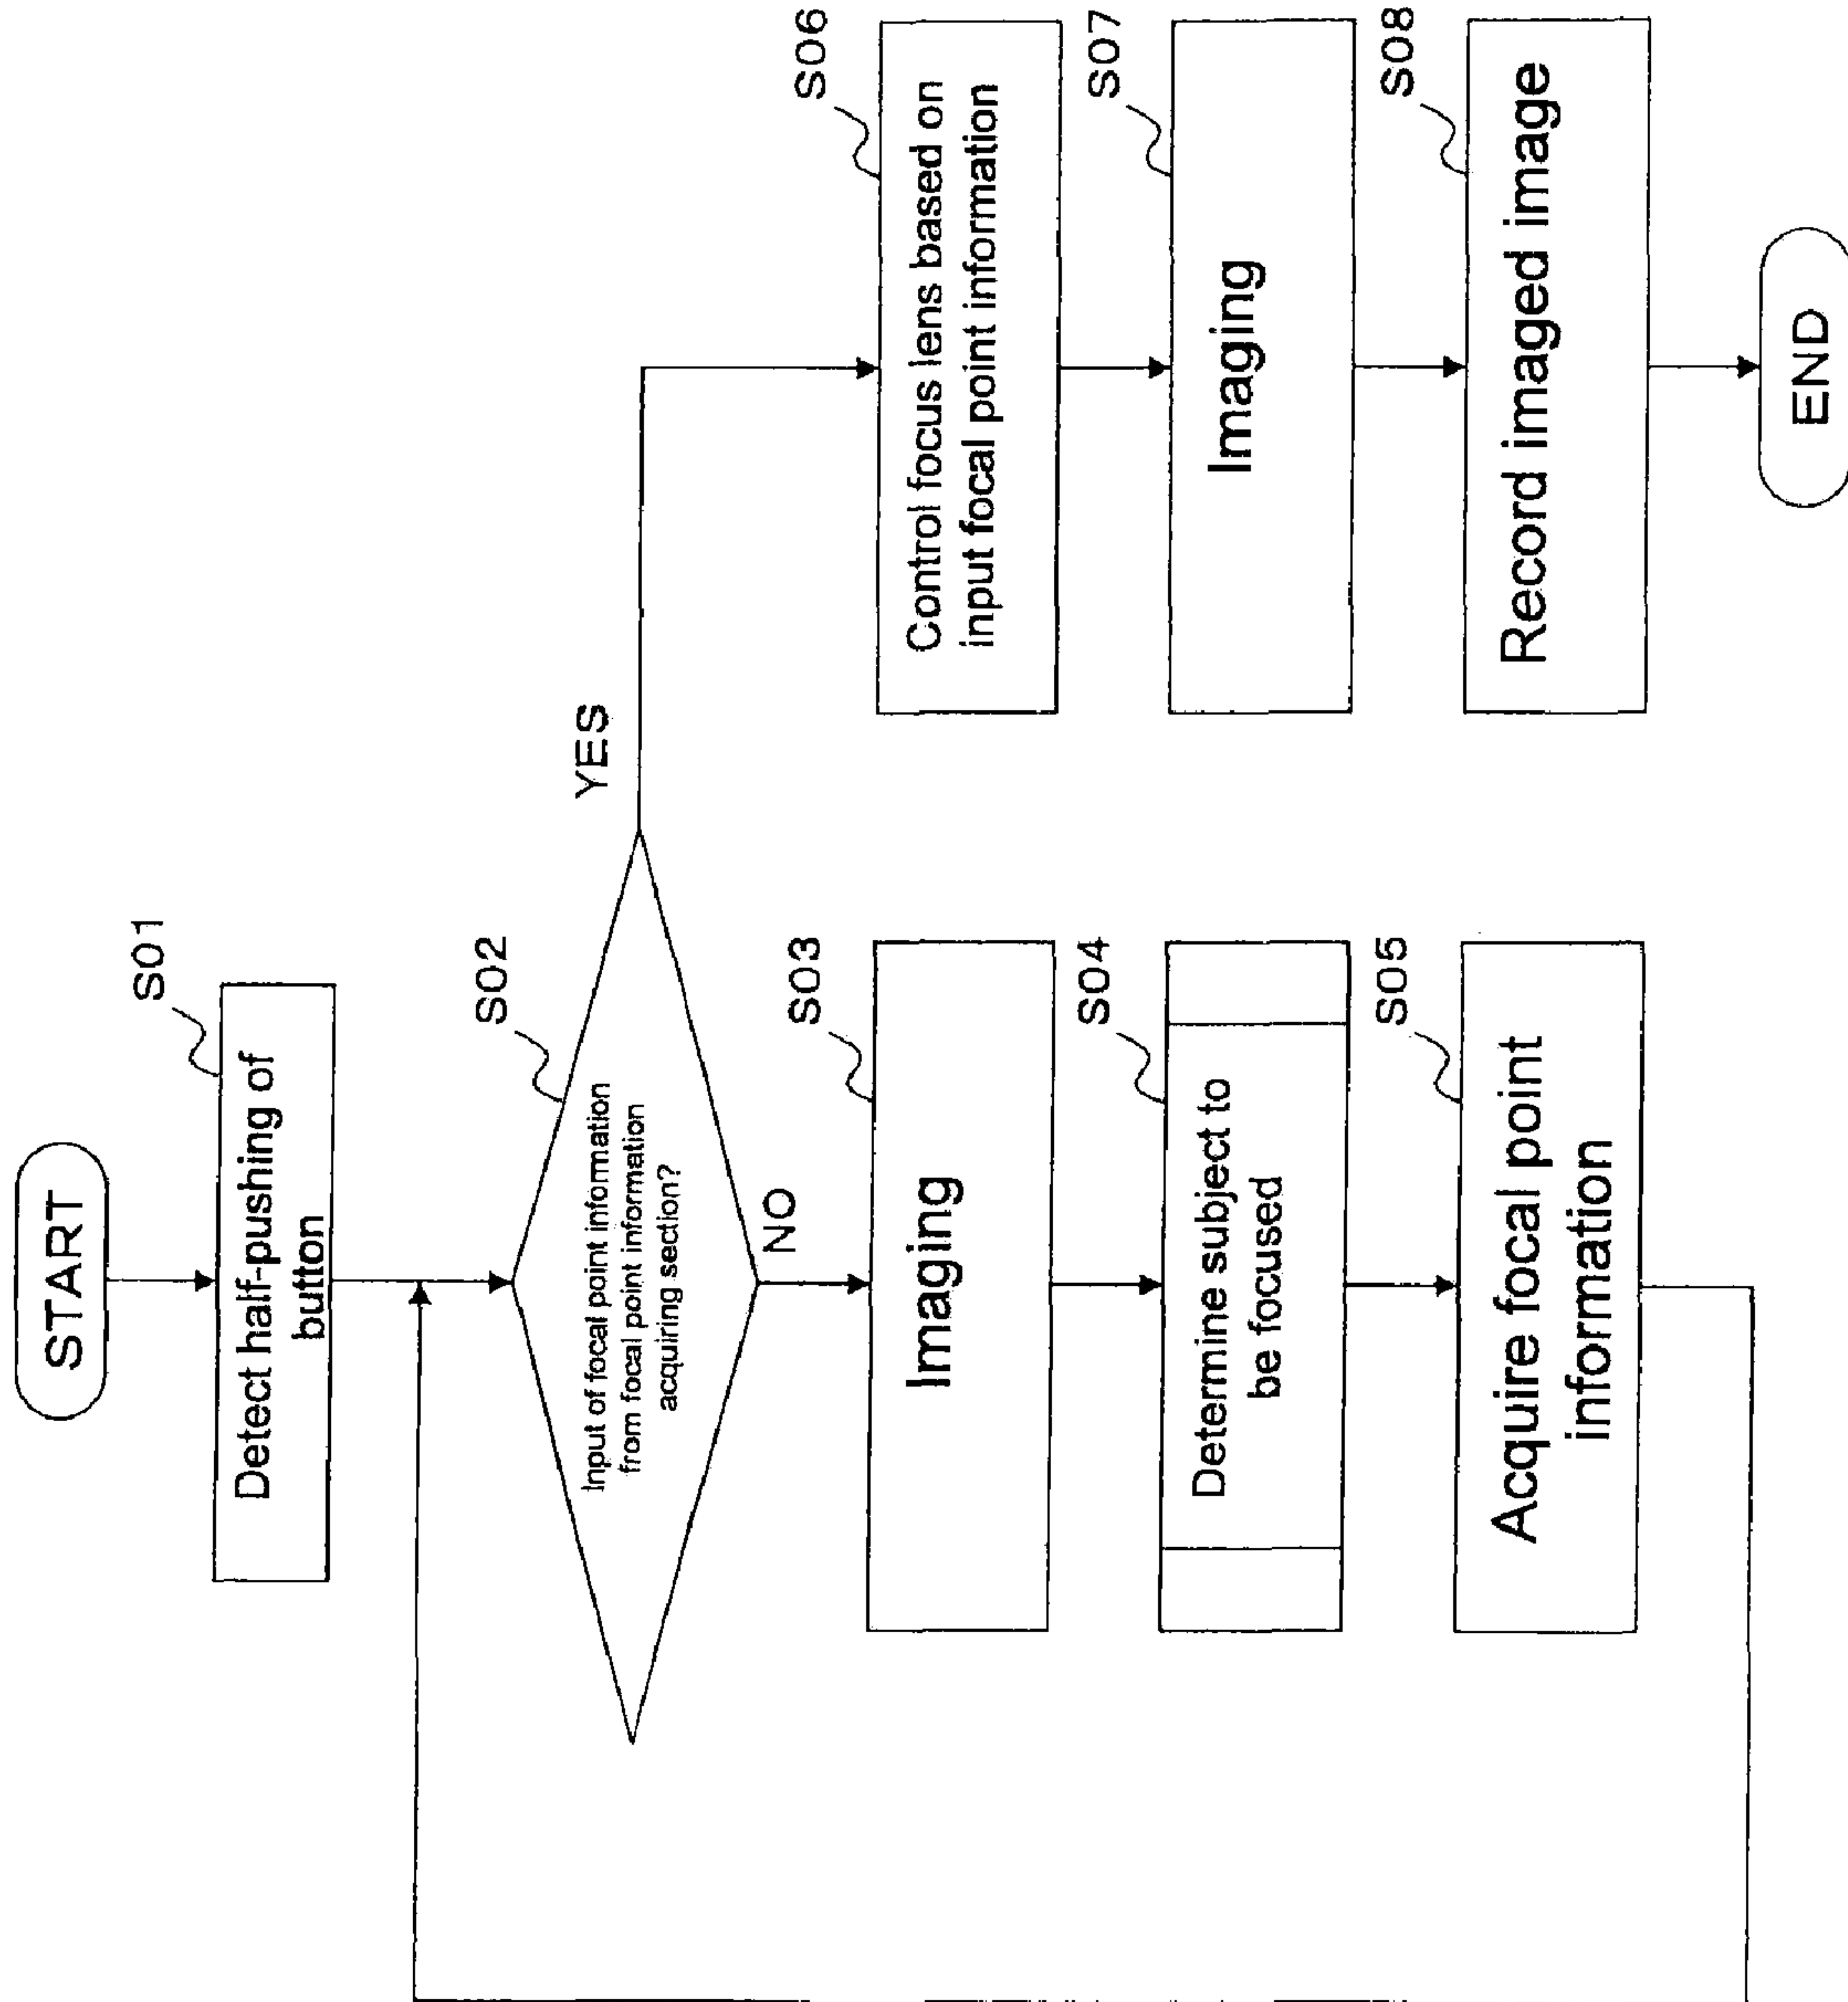 START
S01
Detect half-pushing of
button
S02
Input of focal point information
from focal point information
acquiring section?
YES
NO
S03
Imaging
S04
Determine subject to
be focused
S05
Acquire focal point
information
S06
Control focus lens based on
input focal point information
S07
Imaging
S08
Record imaged image
END